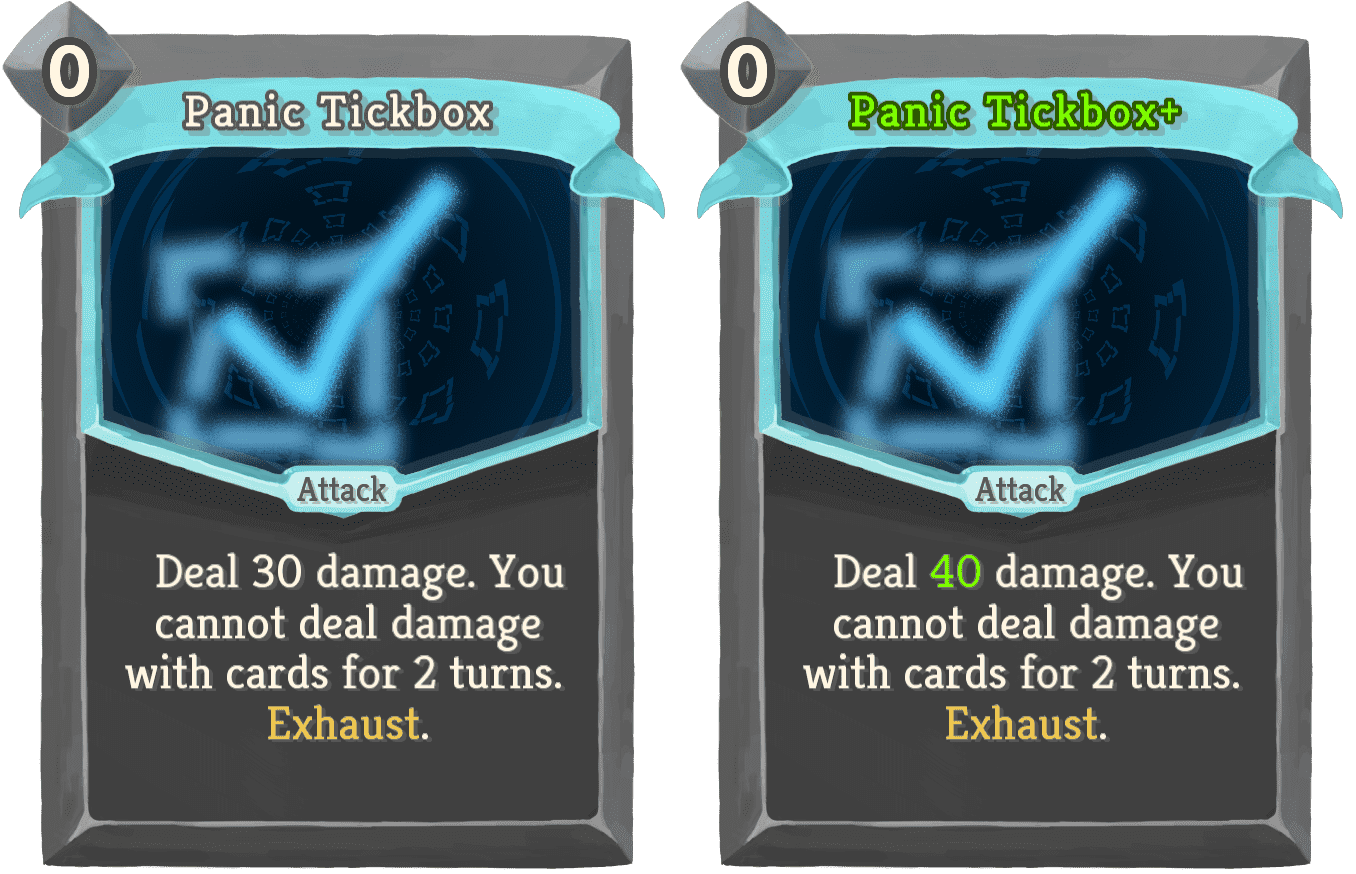 0
Panic Tickbox
Attack
Deal 30 damage. You
cannot deal damage
with cards for 2 turns.
Exhaust.
0
Panic Tickbox+
Attack
Deal 40 damage. You
cannot deal damage
with cards for 2 turns.
Exhaust.